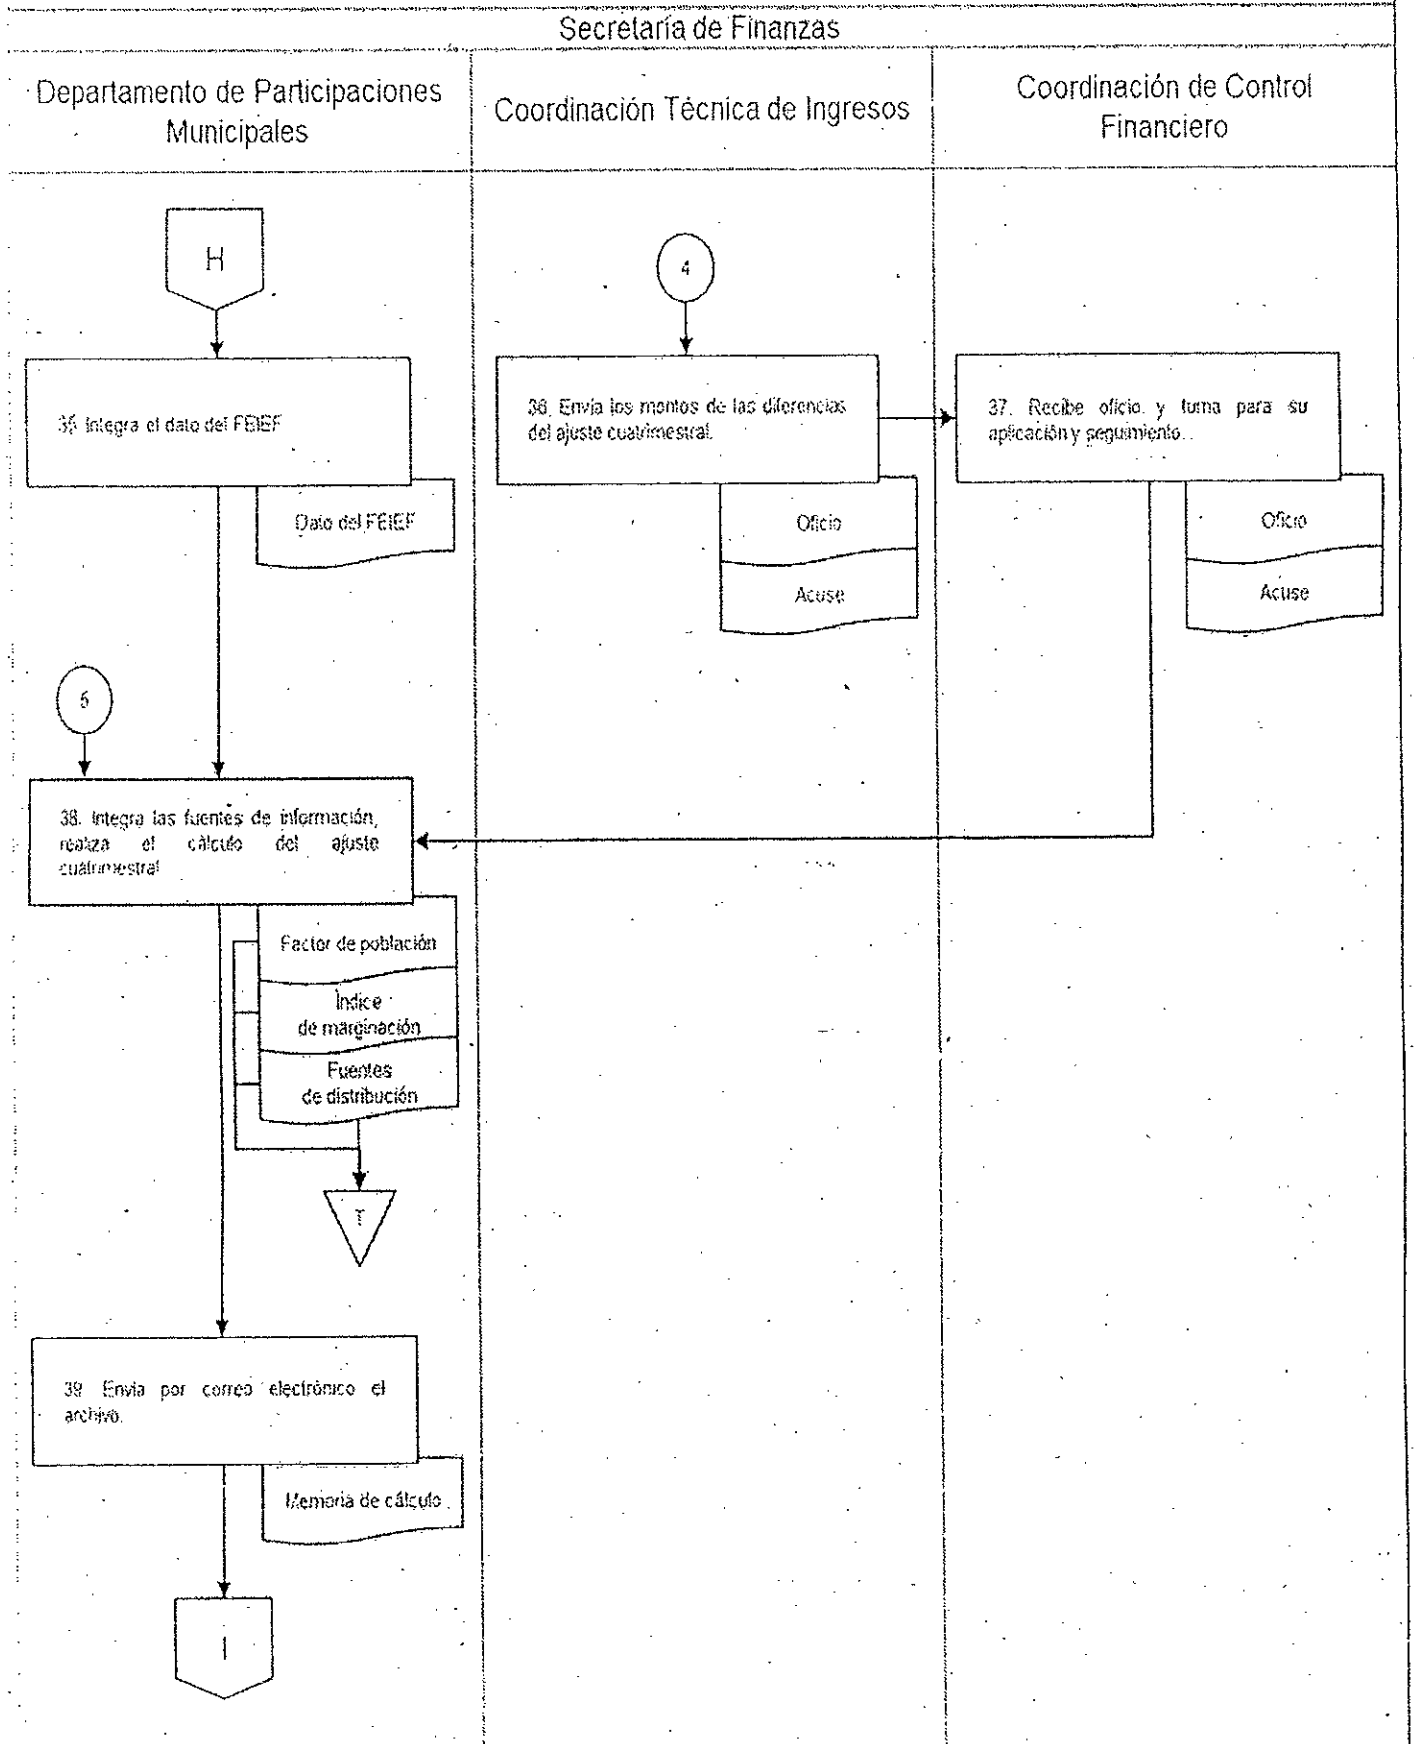 Secretaría de Finanzas
Departamento de Participaciones
Municipales
Coordinación Técnica de Ingresos
Coordinación de Control
Financiero
H
4
35. Integra el dato del FEIEF
Dato del FEIEF
36. Envía los montos de las diferencias
del ajuste cuatrimestral.
Oficio
Acuse
37. Recibe oficio y turna para su
aplicación y seguimiento.
Oficio
Acuse
5
38. Integra las fuentes de información,
realiza el cálculo del ajuste
cuatrimestral
Factor de población
Índice
de marginación
Fuentes
de distribución
T
39 Envía por correo electrónico el
archivo.
Memoria de cálculo
I